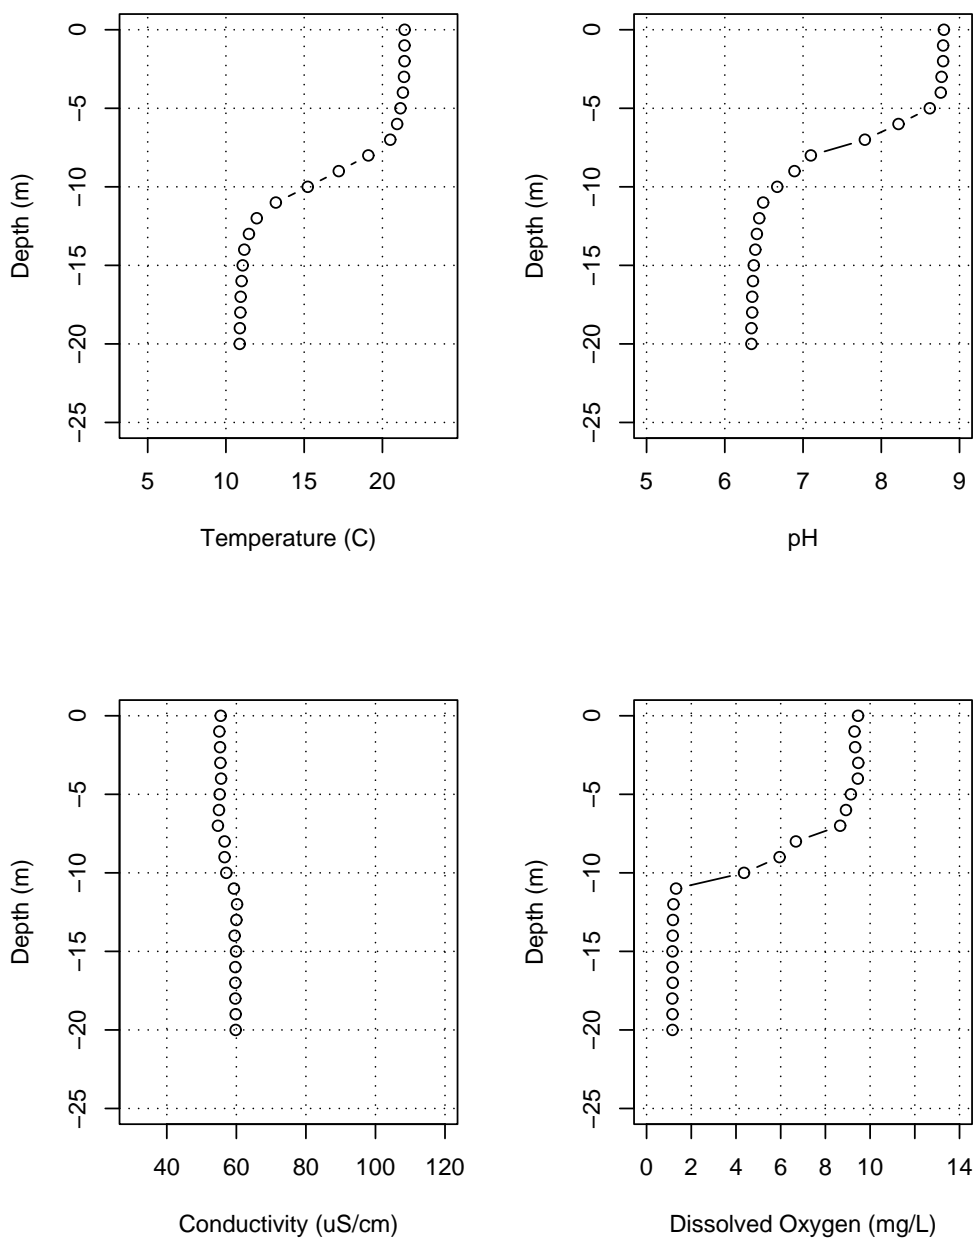 0
−5
−10
−15
−20
−25
Depth (m)
5 10 15 20
Temperature (C)
0
−5
−10
−15
−20
−25
Depth (m)
5 6 7 8 9
pH
0
−5
−10
−15
−20
−25
Depth (m)
40 60 80 100 120
Conductivity (uS/cm)
0
−5
−10
−15
−20
−25
Depth (m)
0 2 4 6 8 10 14
Dissolved Oxygen (mg/L)